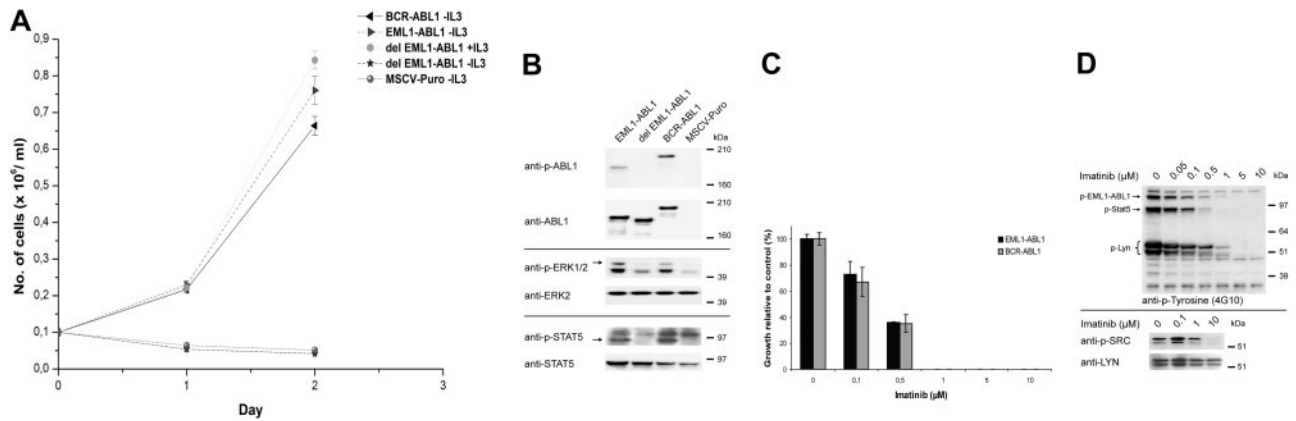 A
No. of cells (x 10⁶/ ml)
0,9
0,8
0,7
0,6
0,5
0,4
0,3
0,2
0,1
0,0
0
1
2
Day
BCR-ABL1 -IL3
EML1-ABL1 -IL3
del EML1-ABL1 +IL3
del EML1-ABL1 -IL3
MSCV-Puro -IL3
B
EML1-ABL1
del EML1-ABL1
BCR-ABL1
MSCV-Puro
kDa
anti-p-ABL1
210
160
anti-ABL1
210
160
anti-p-ERK1/2
39
anti-ERK2
39
anti-p-STAT5
97
anti-STAT5
97
C
Growth relative to control (%)
120
100
80
60
40
20
0
0
0,1
0,5
1
5
10
Imatinib (µM)
EML1-ABL1
BCR-ABL1
D
Imatinib (µM) 0 0.05 0.1 0.5 1 5 10 kDa
p-EML1-ABL1
97
p-Stat5
64
p-Lyn
51
39
anti-p-Tyrosine (4G10)
Imatinib (µM) 0 0.1 1 10 kDa
anti-p-SRC
51
anti-LYN
51